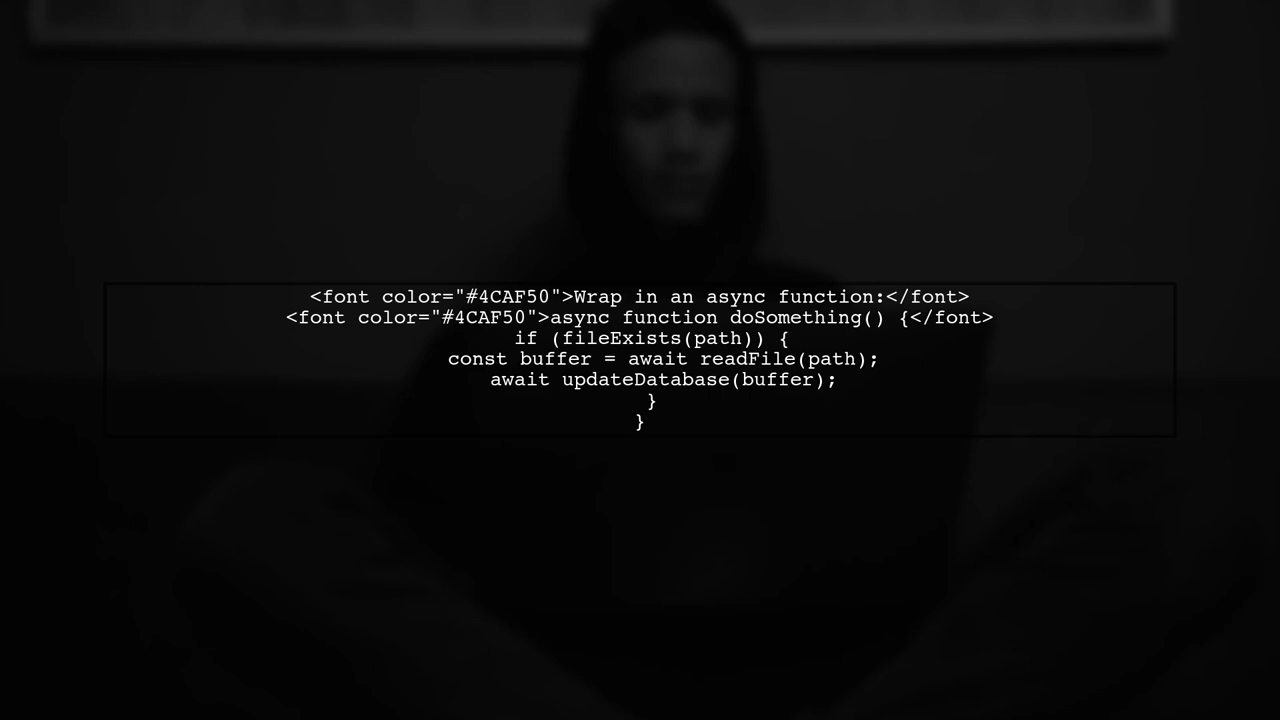 <font color="#4CAF50">Wrap in an async function:</font>
<font color="#4CAF50">async function doSomething() {</font>
if (fileExists(path)) {
const buffer = await readFile(path);
await updateDatabase(buffer);
}
}